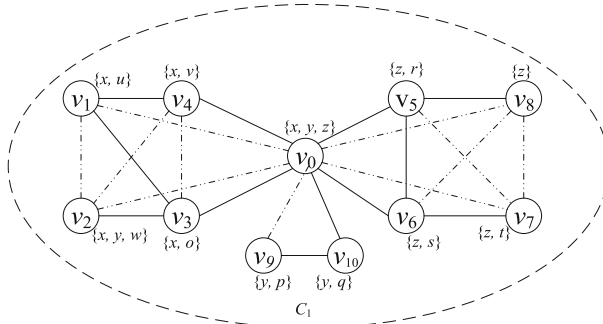 {x, u} {x, v} {z, r} {z}
v₁ v₄ v₅ v₈
{x, y, z}
v₀
v₂ v₃ v₆ v₇
{x, y, w} {x, o} {z, s} {z, t}
v₉ v₁₀
{y, p} {y, q}
C₁